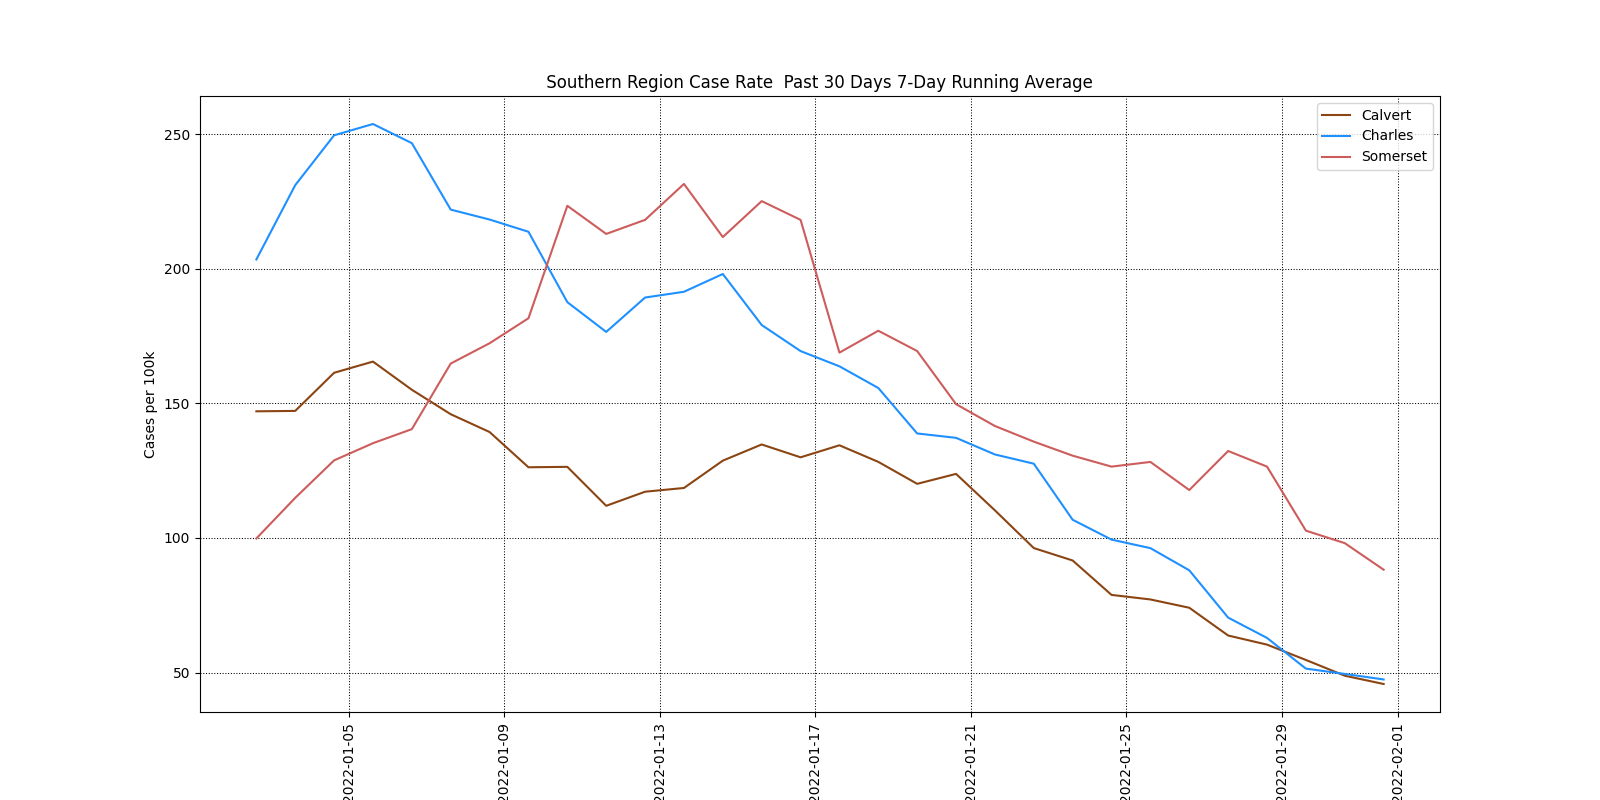 Southern Region Case Rate  Past 30 Days 7-Day Running Average
Calvert
Charles
Somerset
250
200
150
100
50
Cases per 100k
2022-01-05
2022-01-09
2022-01-13
2022-01-17
2022-01-21
2022-01-25
2022-01-29
2022-02-01